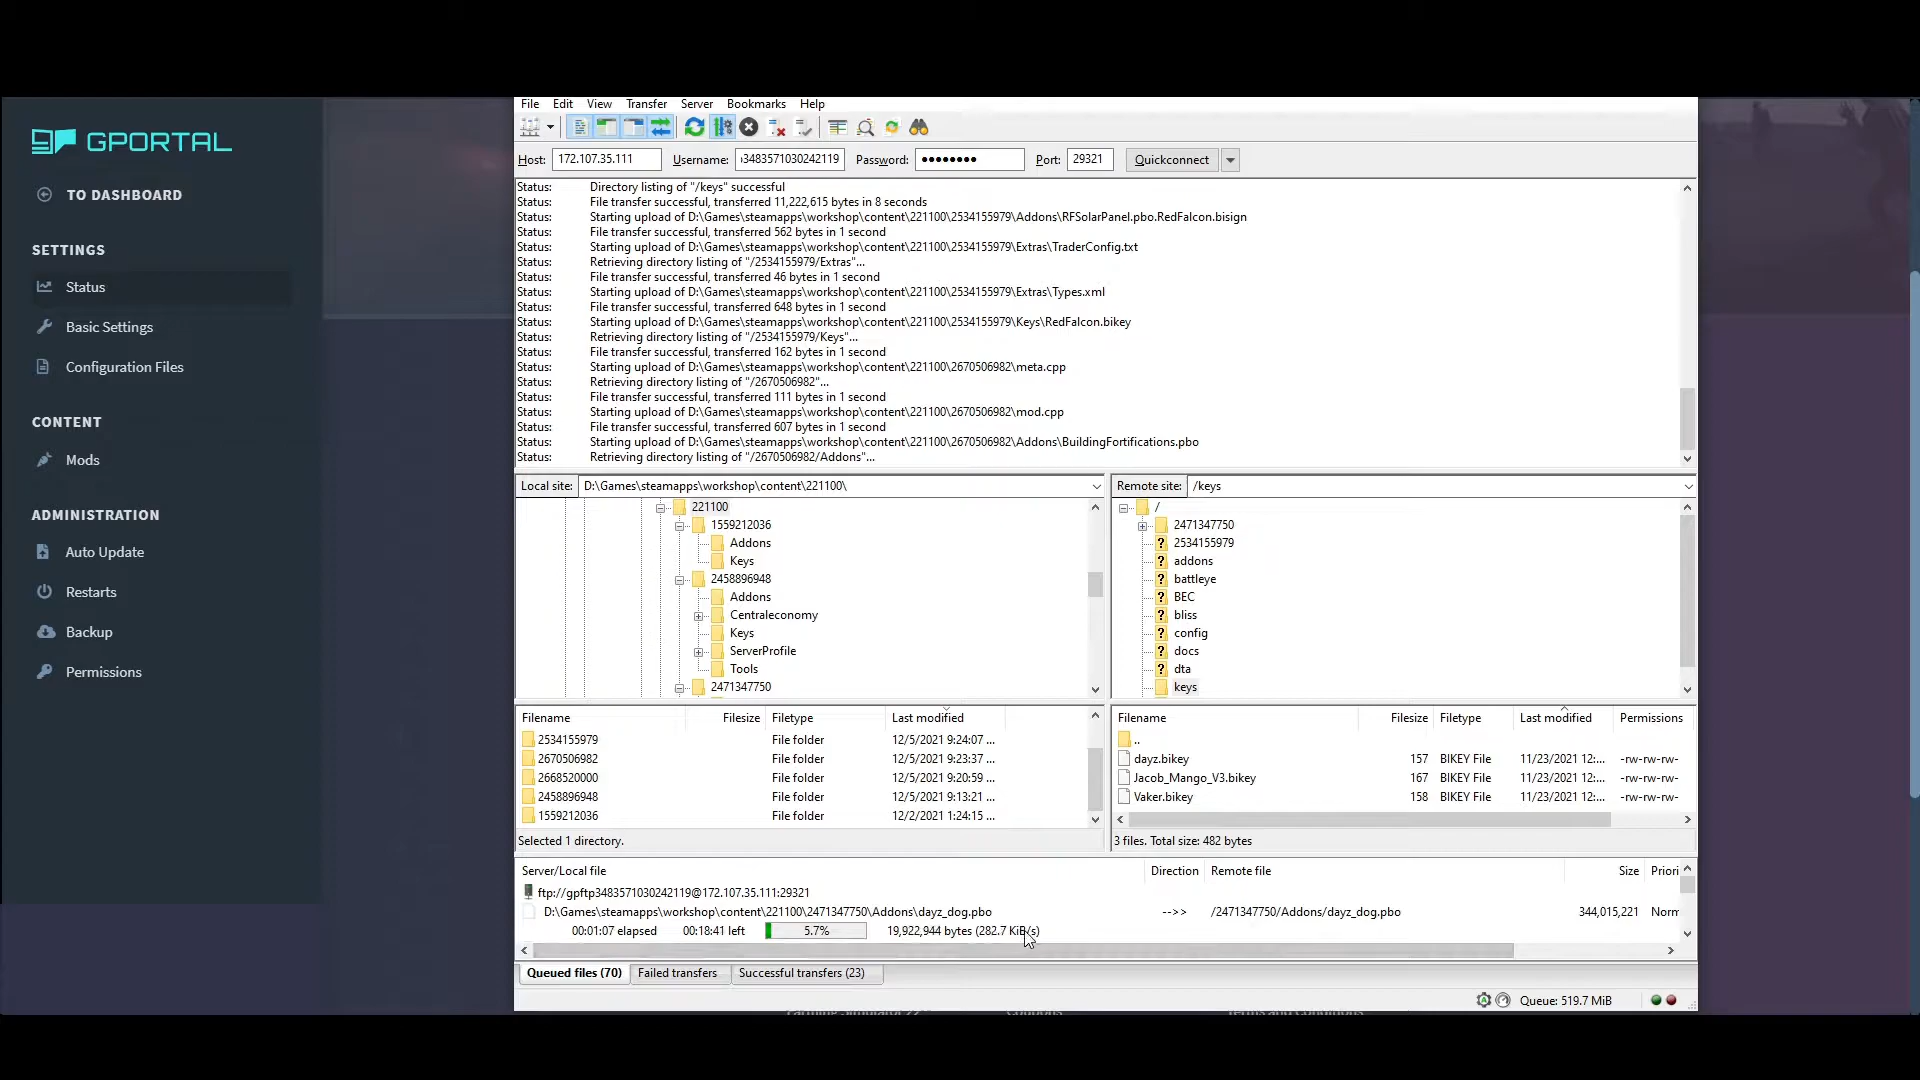 GPORTAL
TO DASHBOARD
SETTINGS
Status
Basic Settings
Configuration Files
CONTENT
Mods
ADMINISTRATION
Auto Update
Restarts
Backup
Permissions
File Edit View Transfer Server Bookmarks Help
Host: 172.107.35.111 Username: 3483571030242119 Password: ●●●●●●●● Port: 29321 Quickconnect
Status: Directory listing of "/keys" successful
Status: File transfer successful, transferred 11,222,615 bytes in 8 seconds
Status: Starting upload of D:\Games\steamapps\workshop\content\221100\2534155979\Addons\RFSolarPanel.pbo.RedFalcon.bisign
Status: File transfer successful, transferred 562 bytes in 1 second
Status: Starting upload of D:\Games\steamapps\workshop\content\221100\2534155979\Extras\TraderConfig.txt
Status: Retrieving directory listing of "/2534155979/Extras"...
Status: File transfer successful, transferred 46 bytes in 1 second
Status: Starting upload of D:\Games\steamapps\workshop\content\221100\2534155979\Extras\Types.xml
Status: File transfer successful, transferred 648 bytes in 1 second
Status: Starting upload of D:\Games\steamapps\workshop\content\221100\2534155979\Keys\RedFalcon.bikey
Status: Retrieving directory listing of "/2534155979/Keys"...
Status: File transfer successful, transferred 162 bytes in 1 second
Status: Starting upload of D:\Games\steamapps\workshop\content\221100\2670506982\meta.cpp
Status: Retrieving directory listing of "/2670506982"...
Status: File transfer successful, transferred 111 bytes in 1 second
Status: Starting upload of D:\Games\steamapps\workshop\content\221100\2670506982\mod.cpp
Status: File transfer successful, transferred 607 bytes in 1 second
Status: Starting upload of D:\Games\steamapps\workshop\content\221100\2670506982\Addons\BuildingFortifications.pbo
Status: Retrieving directory listing of "/2670506982/Addons"...
Local site: D:\Games\steamapps\workshop\content\221100\
221100
1559212036
Addons
Keys
2458896948
Addons
Centraleconomy
Keys
ServerProfile
Tools
2471347750
Filename Filesize Filetype Last modified
2534155979 File folder 12/5/2021 9:24:07 ...
2670506982 File folder 12/5/2021 9:23:37 ...
2668520000 File folder 12/5/2021 9:20:59 ...
2458896948 File folder 12/5/2021 9:13:21 ...
1559212036 File folder 12/2/2021 1:24:15 ...
Selected 1 directory.
Remote site: /keys
/
2471347750
2534155979
addons
battleye
BEC
bliss
config
docs
dta
keys
Filename Filesize Filetype Last modified Permissions
..
dayz.bikey 157 BIKEY File 11/23/2021 12:... -rw-rw-rw-
Jacob_Mango_V3.bikey 167 BIKEY File 11/23/2021 12:... -rw-rw-rw-
Vaker.bikey 158 BIKEY File 11/23/2021 12:... -rw-rw-rw-
3 files. Total size: 482 bytes
Server/Local file Direction Remote file Size Priori
ftp://gpftp3483571030242119@172.107.35.111:29321
D:\Games\steamapps\workshop\content\221100\2471347750\Addons\dayz_dog.pbo -->> /2471347750/Addons/dayz_dog.pbo 344,015,221 Norm
00:01:07 elapsed 00:18:41 left 5.7% 19,922,944 bytes (282.7 KiB/s)
Queued files (70) Failed transfers Successful transfers (23)
Queue: 519.7 MiB